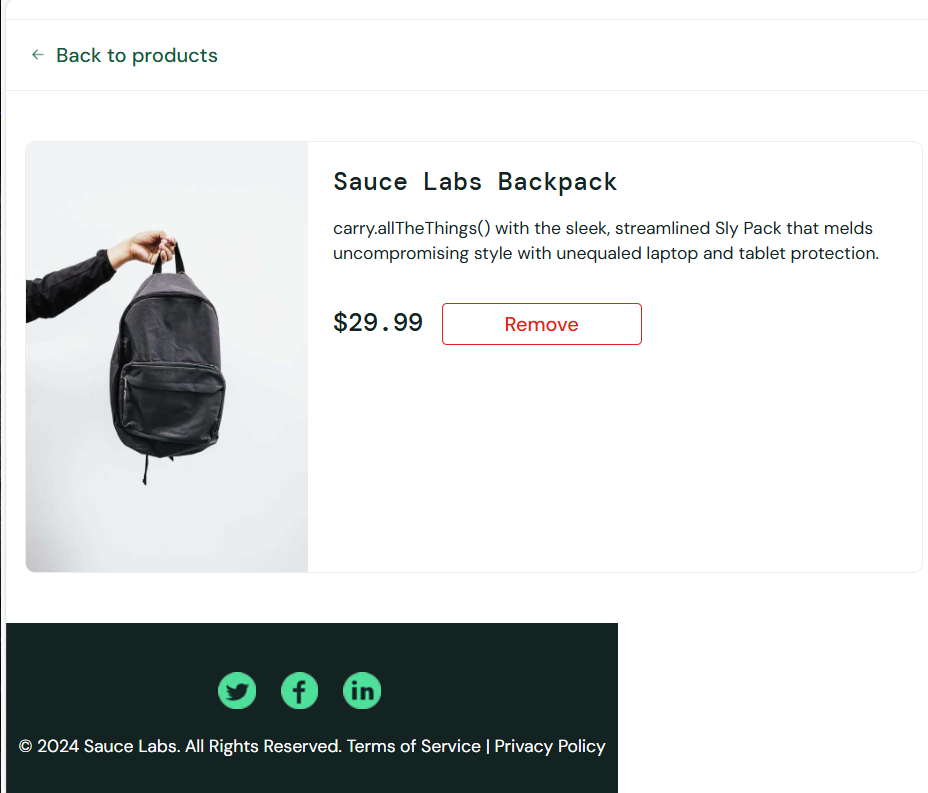 Back to products
Sauce Labs Backpack
carry.allTheThings() with the sleek, streamlined Sly Pack that melds
uncompromising style with unequaled laptop and tablet protection.
$29.99 Remove
© 2024 Sauce Labs. All Rights Reserved. Terms of Service | Privacy Policy